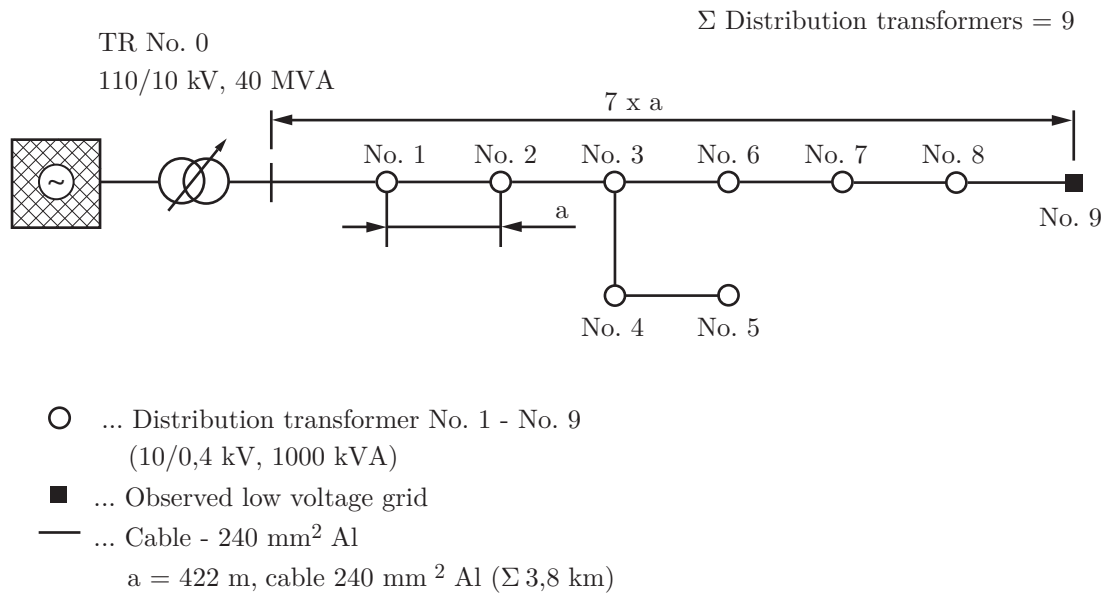 Σ Distribution transformers = 9
TR No. 0
110/10 kV, 40 MVA
7 x a
No. 1 No. 2 No. 3 No. 6 No. 7 No. 8
~
a
No. 9
No. 4 No. 5
... Distribution transformer No. 1 - No. 9
(10/0,4 kV, 1000 kVA)
... Observed low voltage grid
... Cable - 240 mm² Al
a = 422 m, cable 240 mm ² Al (Σ 3,8 km)